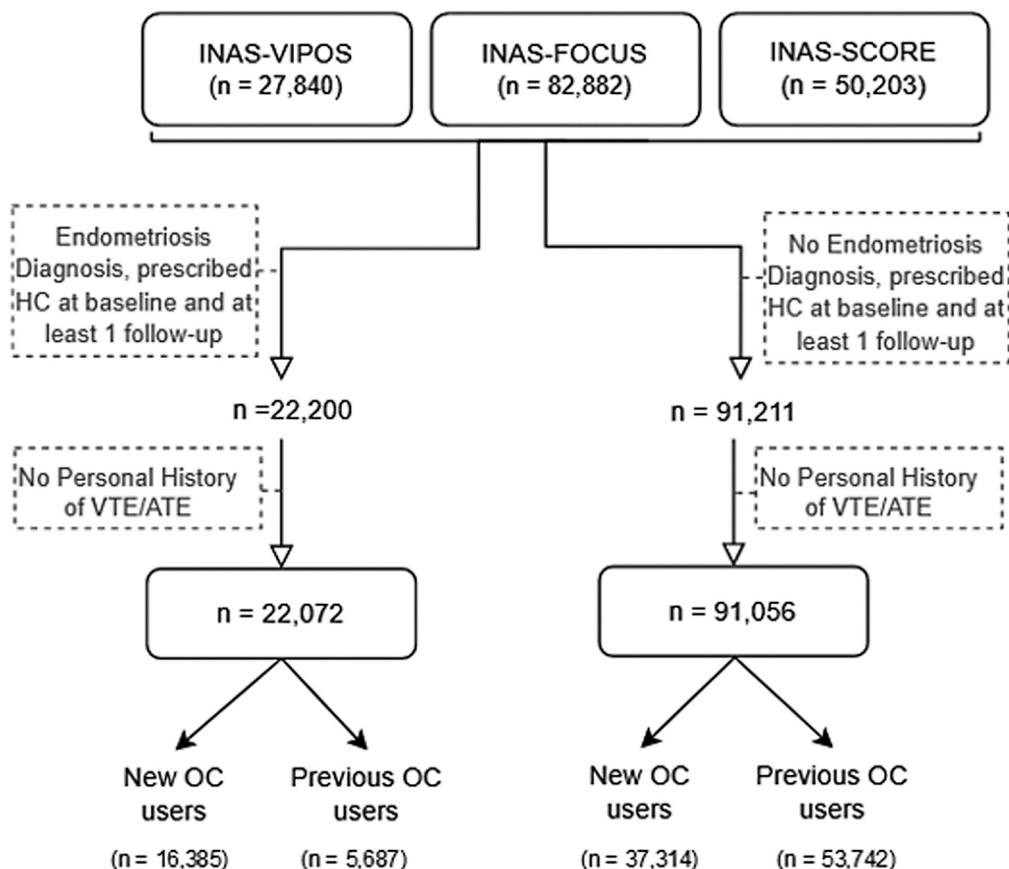 INAS-VIPOS
(n = 27,840)
INAS-FOCUS
(n = 82,882)
INAS-SCORE
(n = 50,203)
Endometriosis
Diagnosis, prescribed
HC at baseline and at
least 1 follow-up
No Endometriosis
Diagnosis, prescribed
HC at baseline and at
least 1 follow-up
n =22,200
n = 91,211
No Personal History
of VTE/ATE
No Personal History
of VTE/ATE
n = 22,072
n = 91,056
New OC
users
(n = 16,385)
Previous OC
users
(n = 5,687)
New OC
users
(n = 37,314)
Previous OC
users
(n = 53,742)